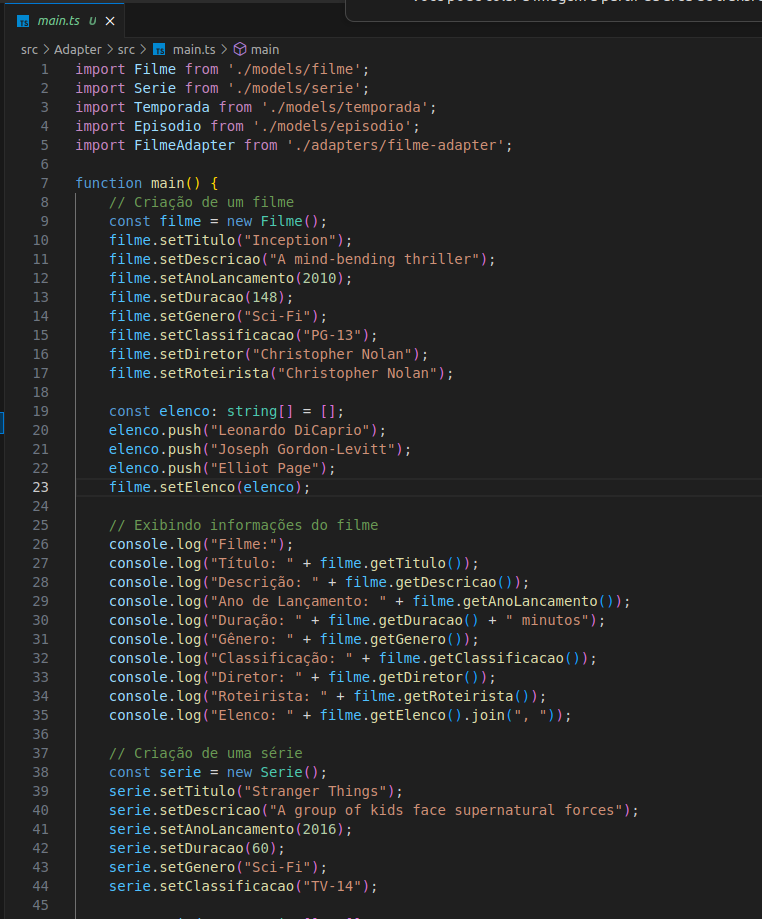 main.ts U ×
src > Adapter > src > TS main.ts > main
1 import Filme from './models/filme';
2 import Serie from './models/serie';
3 import Temporada from './models/temporada';
4 import Episodio from './models/episodio';
5 import FilmeAdapter from './adapters/filme-adapter';
6
7 function main() {
8 // Criação de um filme
9 const filme = new Filme();
10 filme.setTitulo("Inception");
11 filme.setDescricao("A mind-bending thriller");
12 filme.setAnoLancamento(2010);
13 filme.setDuracao(148);
14 filme.setGenero("Sci-Fi");
15 filme.setClassificacao("PG-13");
16 filme.setDiretor("Christopher Nolan");
17 filme.setRoteirista("Christopher Nolan");
18
19 const elenco: string[] = [];
20 elenco.push("Leonardo DiCaprio");
21 elenco.push("Joseph Gordon-Levitt");
22 elenco.push("Elliot Page");
23 filme.setElenco(elenco);
24
25 // Exibindo informações do filme
26 console.log("Filme:");
27 console.log("Título: " + filme.getTitulo());
28 console.log("Descrição: " + filme.getDescricao());
29 console.log("Ano de Lançamento: " + filme.getAnoLancamento());
30 console.log("Duração: " + filme.getDuracao() + " minutos");
31 console.log("Gênero: " + filme.getGenero());
32 console.log("Classificação: " + filme.getClassificacao());
33 console.log("Diretor: " + filme.getDiretor());
34 console.log("Roteirista: " + filme.getRoteirista());
35 console.log("Elenco: " + filme.getElenco().join(", "));
36
37 // Criação de uma série
38 const serie = new Serie();
39 serie.setTitulo("Stranger Things");
40 serie.setDescricao("A group of kids face supernatural forces");
41 serie.setAnoLancamento(2016);
42 serie.setDuracao(60);
43 serie.setGenero("Sci-Fi");
44 serie.setClassificacao("TV-14");
45